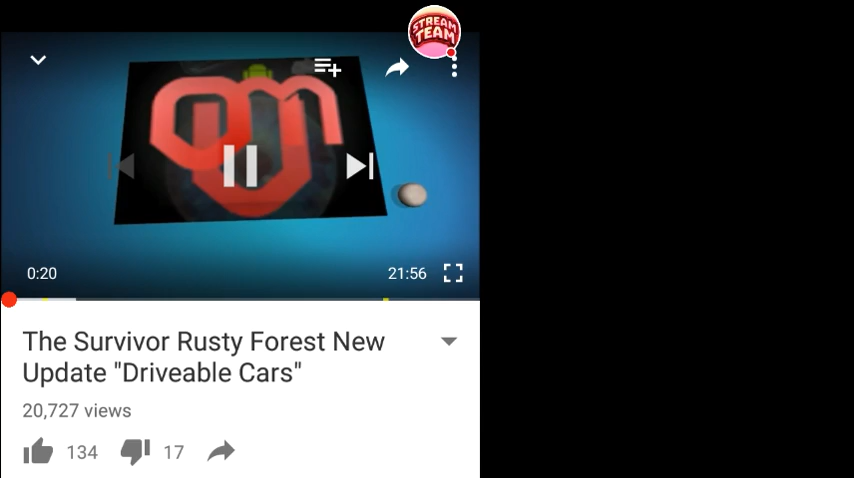 STREAM
TEAM
0:20
21:56
The Survivor Rusty Forest New
Update "Driveable Cars"
20,727 views
134
17